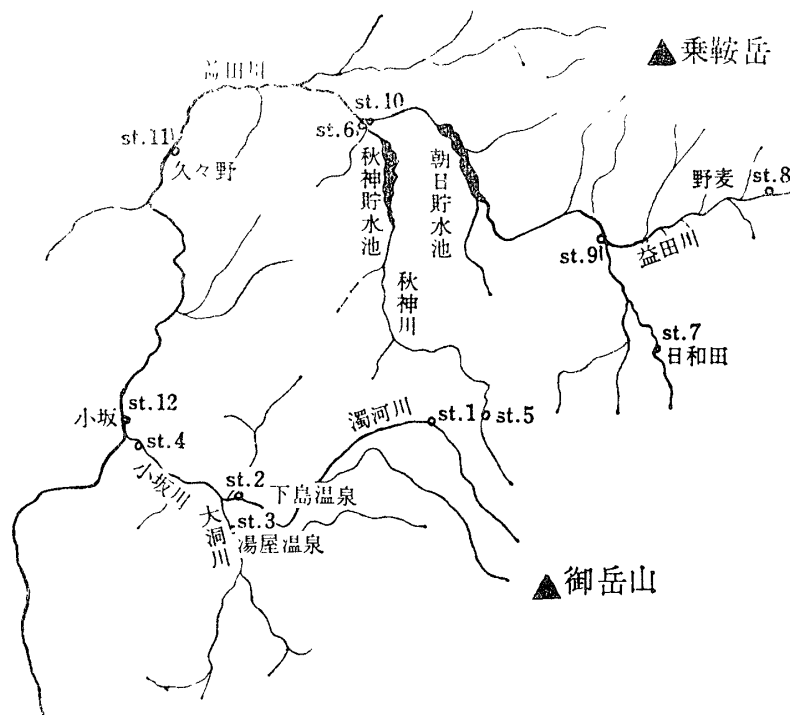 乗鞍岳
st.10
st.6
st.11
久々野
秋神貯水池
朝日貯水池
野麦
st.8
st.9
益田川
秋神川
st.7
日和田
小坂
st.12
st.4
濁河川
st.1
st.5
小坂川
st.2
下島温泉
大洞川
st.3
湯屋温泉
御岳山